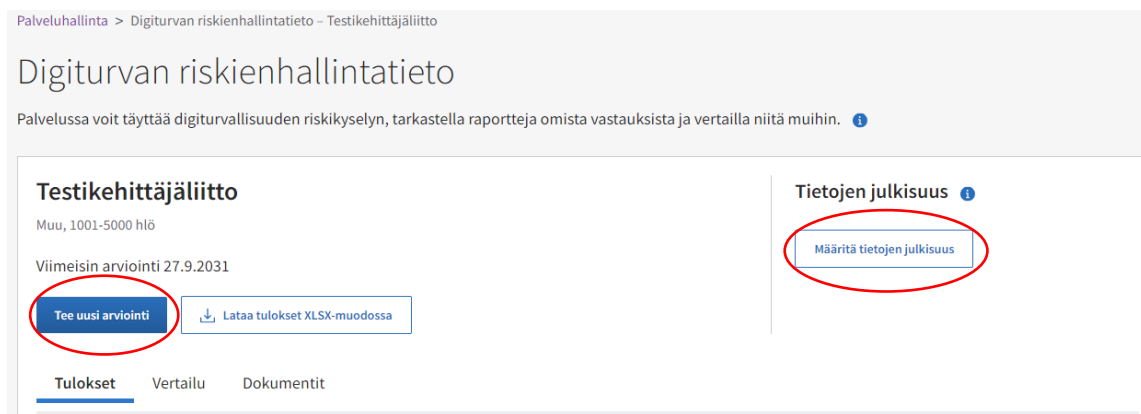 Palveluhallinta > Digiturvan riskienhallintatieto – Testikehittäjäliitto
Digiturvan riskienhallintatieto
Palvelussa voit täyttää digiturvallisuuden riskikyselyn, tarkastella raportteja omista vastauksista ja vertailla niitä muihin.
Testikehittäjäliitto
Muu, 1001-5000 hlö
Viimeisin arviointi 27.9.2031
Tee uusi arviointi
Lataa tulokset XLSX-muodossa
Tietojen julkisuus
Määritä tietojen julkisuus
Tulokset Vertailu Dokumentit